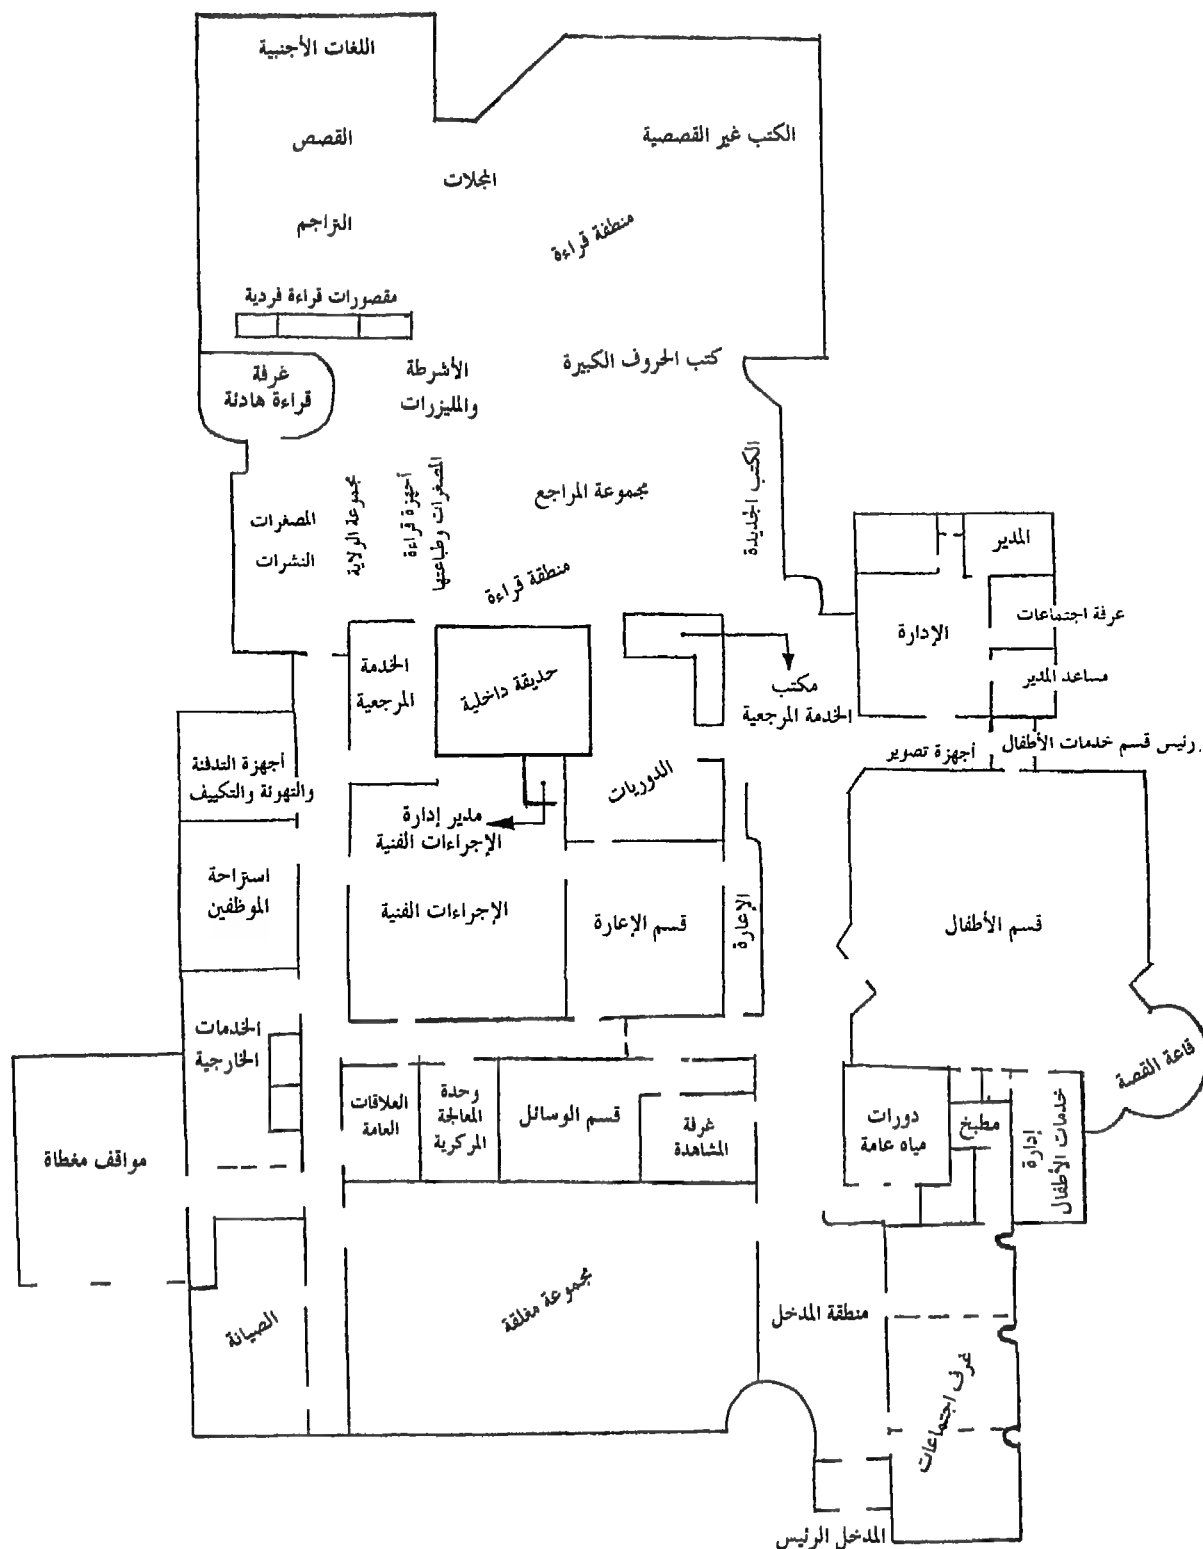 اللغات الأجنبية
القصص
الكتب غير القصصية
المجلات
التراجم
منطفة قراءة
مقصورات قراءة فردية
غرفة
قراءة هادئة
الأشرطة
والمليزرات
كتب الحروف الكبيرة
الكتب الجديدة
مجموعة المراجع
أجهزة قراءة
المصغرات وطباعتها
مجموعة الولاية
المصغرات
النشرات
منطقة قراءة
المدير
عرفة اجتماعات
الإدارة
مساعد المدير
الخدمة
المرجعية
حديقة داخلية
مكتب
الخدمة المرجعية
رئيس قسم خدمات الأطفال
أجهزة تصوير
أجهزة التدفئة
والتهوئة والتكييف
الدوريات
مدير إدارة
الإجراءات الفنية
استراحة
الموظفين
الإجراءات الفنية
قسم الإعارة
الإعارة
قسم الأطفال
الخدمات
الخارجية
قاعة القصة
العلاقات
العامة
وحدة
المعالجة
المركرية
قسم الوسائل
غرفة
المشاهدة
دورات
مياه عامة
مطبخ
إدارة
خدمات الأطفال
مواقف مغطاة
مجموعة مغلقة
منطقة المدخل
الصيانة
غرف اجتماعات
المدخل الرئيس